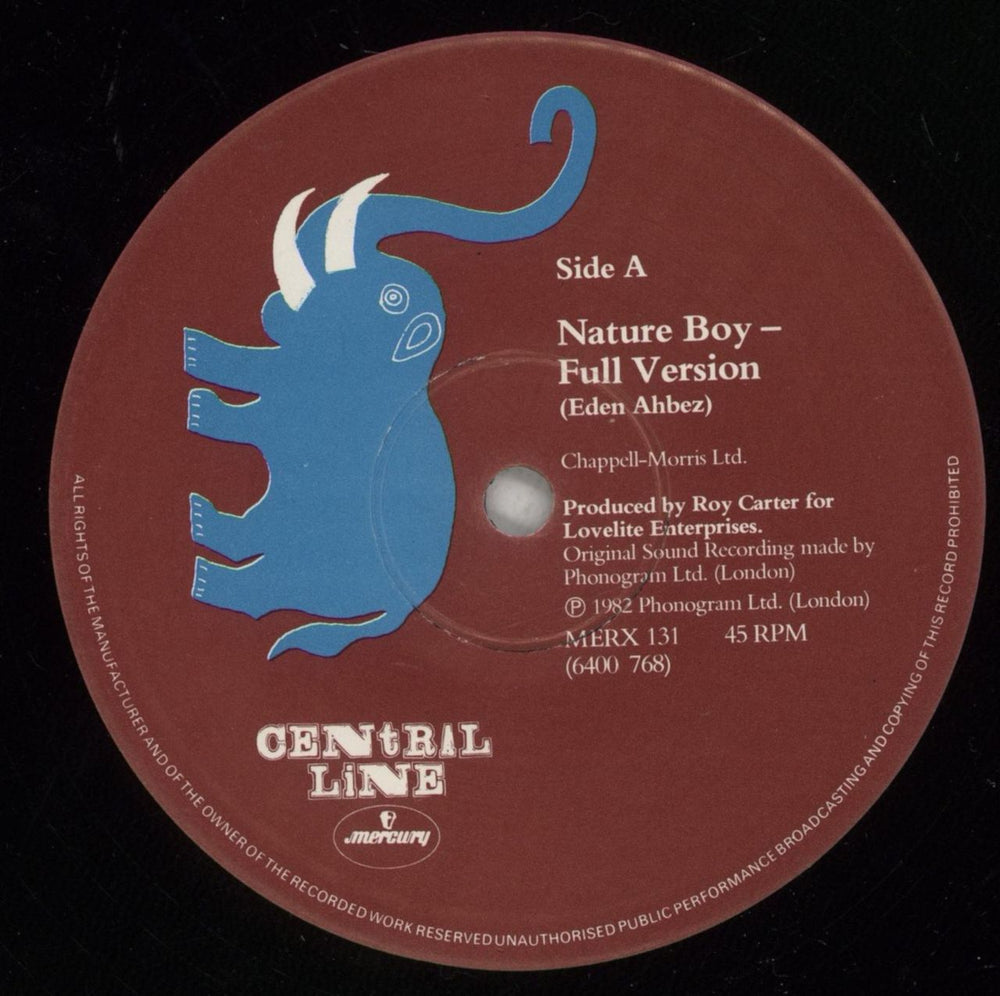 Side A
Nature Boy –
Full Version
(Eden Ahbez)
Chappell-Morris Ltd.
Produced by Roy Carter for
Lovelite Enterprises.
Original Sound Recording made by
Phonogram Ltd. (London)
Ⓟ 1982 Phonogram Ltd. (London)
MERX 131 45 RPM
(6400 768)
CENtRAL
LiNE
mercury
ALL RIGHTS OF THE MANUFACTURER AND OF THE OWNER OF THE RECORDED WORK RESERVED UNAUTHORISED PUBLIC PERFORMANCE BROADCASTING AND COPYING OF THIS RECORD PROHIBITED